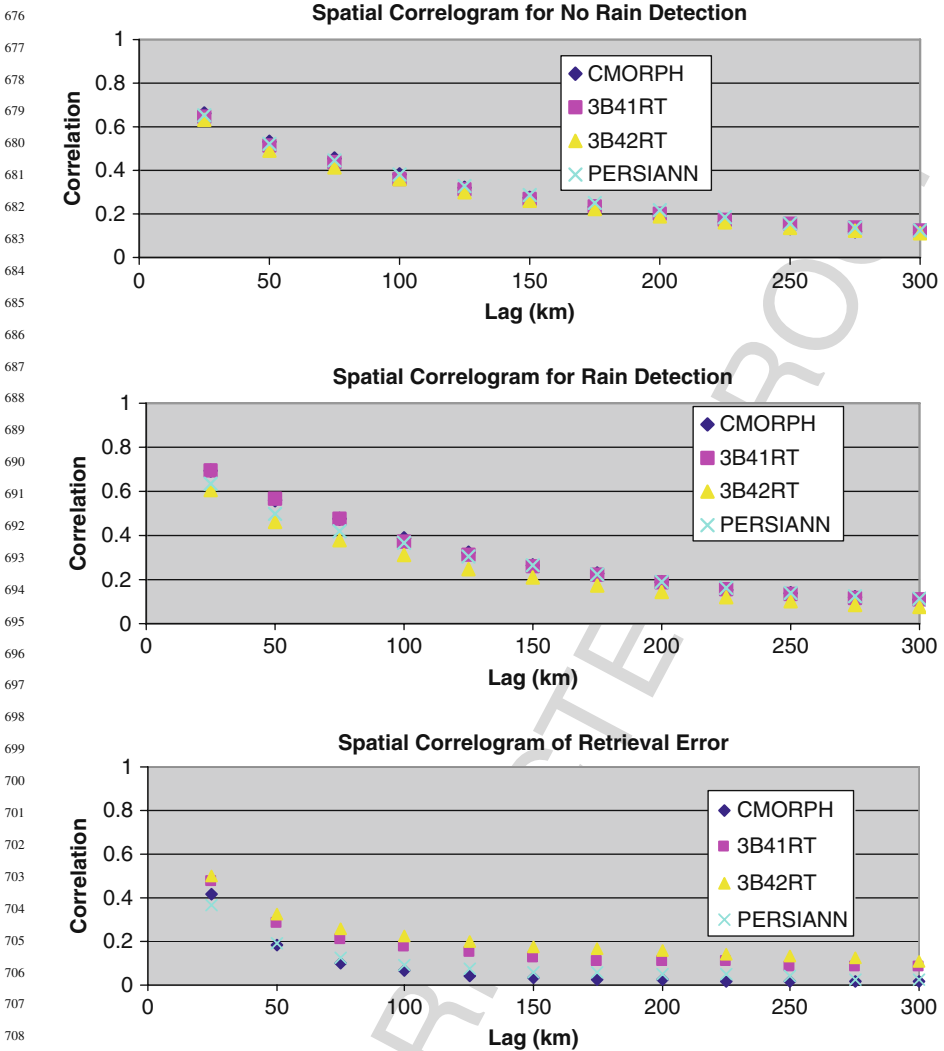 676
677
678
679
680
681
682
683
684
685
686
687
688
689
690
691
692
693
694
695
696
697
698
699
700
701
702
703
704
705
706
707
708
Spatial Correlogram for No Rain Detection
Correlation
1
0.8
0.6
0.4
0.2
0
CMORPH
3B41RT
3B42RT
PERSIANN
0 50 100 150 200 250 300
Lag (km)
Spatial Correlogram for Rain Detection
Correlation
1
0.8
0.6
0.4
0.2
0
CMORPH
3B41RT
3B42RT
PERSIANN
0 50 100 150 200 250 300
Lag (km)
Spatial Correlogram of Retrieval Error
Correlation
1
0.8
0.6
0.4
0.2
0
CMORPH
3B41RT
3B42RT
PERSIANN
0 50 100 150 200 250 300
Lag (km)